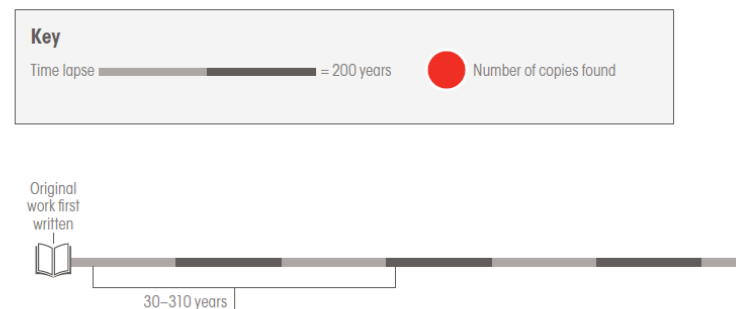 Key
Time lapse = 200 years Number of copies found
Original
work first
written
30–310 years